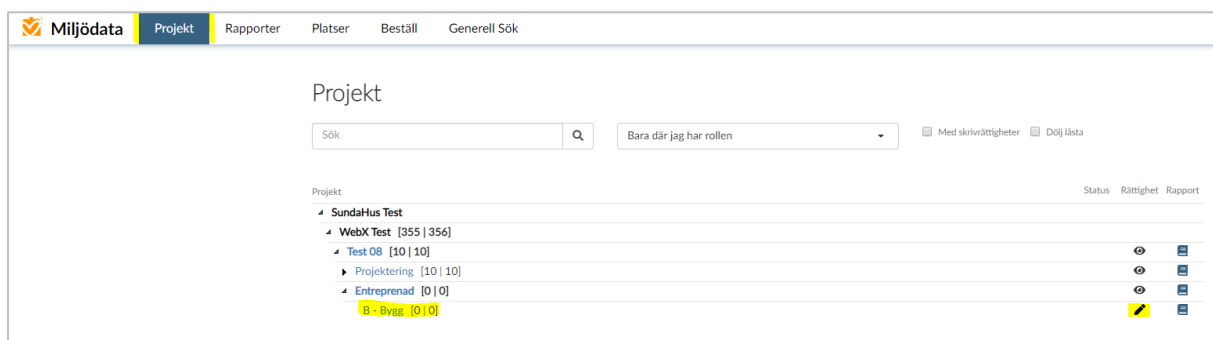 Miljödata Projekt Rapporter Platser Beställ Generell Sök
Projekt
Sök Bara där jag har rollen Med skrivrättigheter Dölj låsta
Projekt Status Rättighet Rapport
SundaHus Test
WebX Test [355 | 356]
Test 08 [10 | 10]
Projektering [10 | 10]
Entreprenad [0 | 0]
B - Bygg [0 | 0]